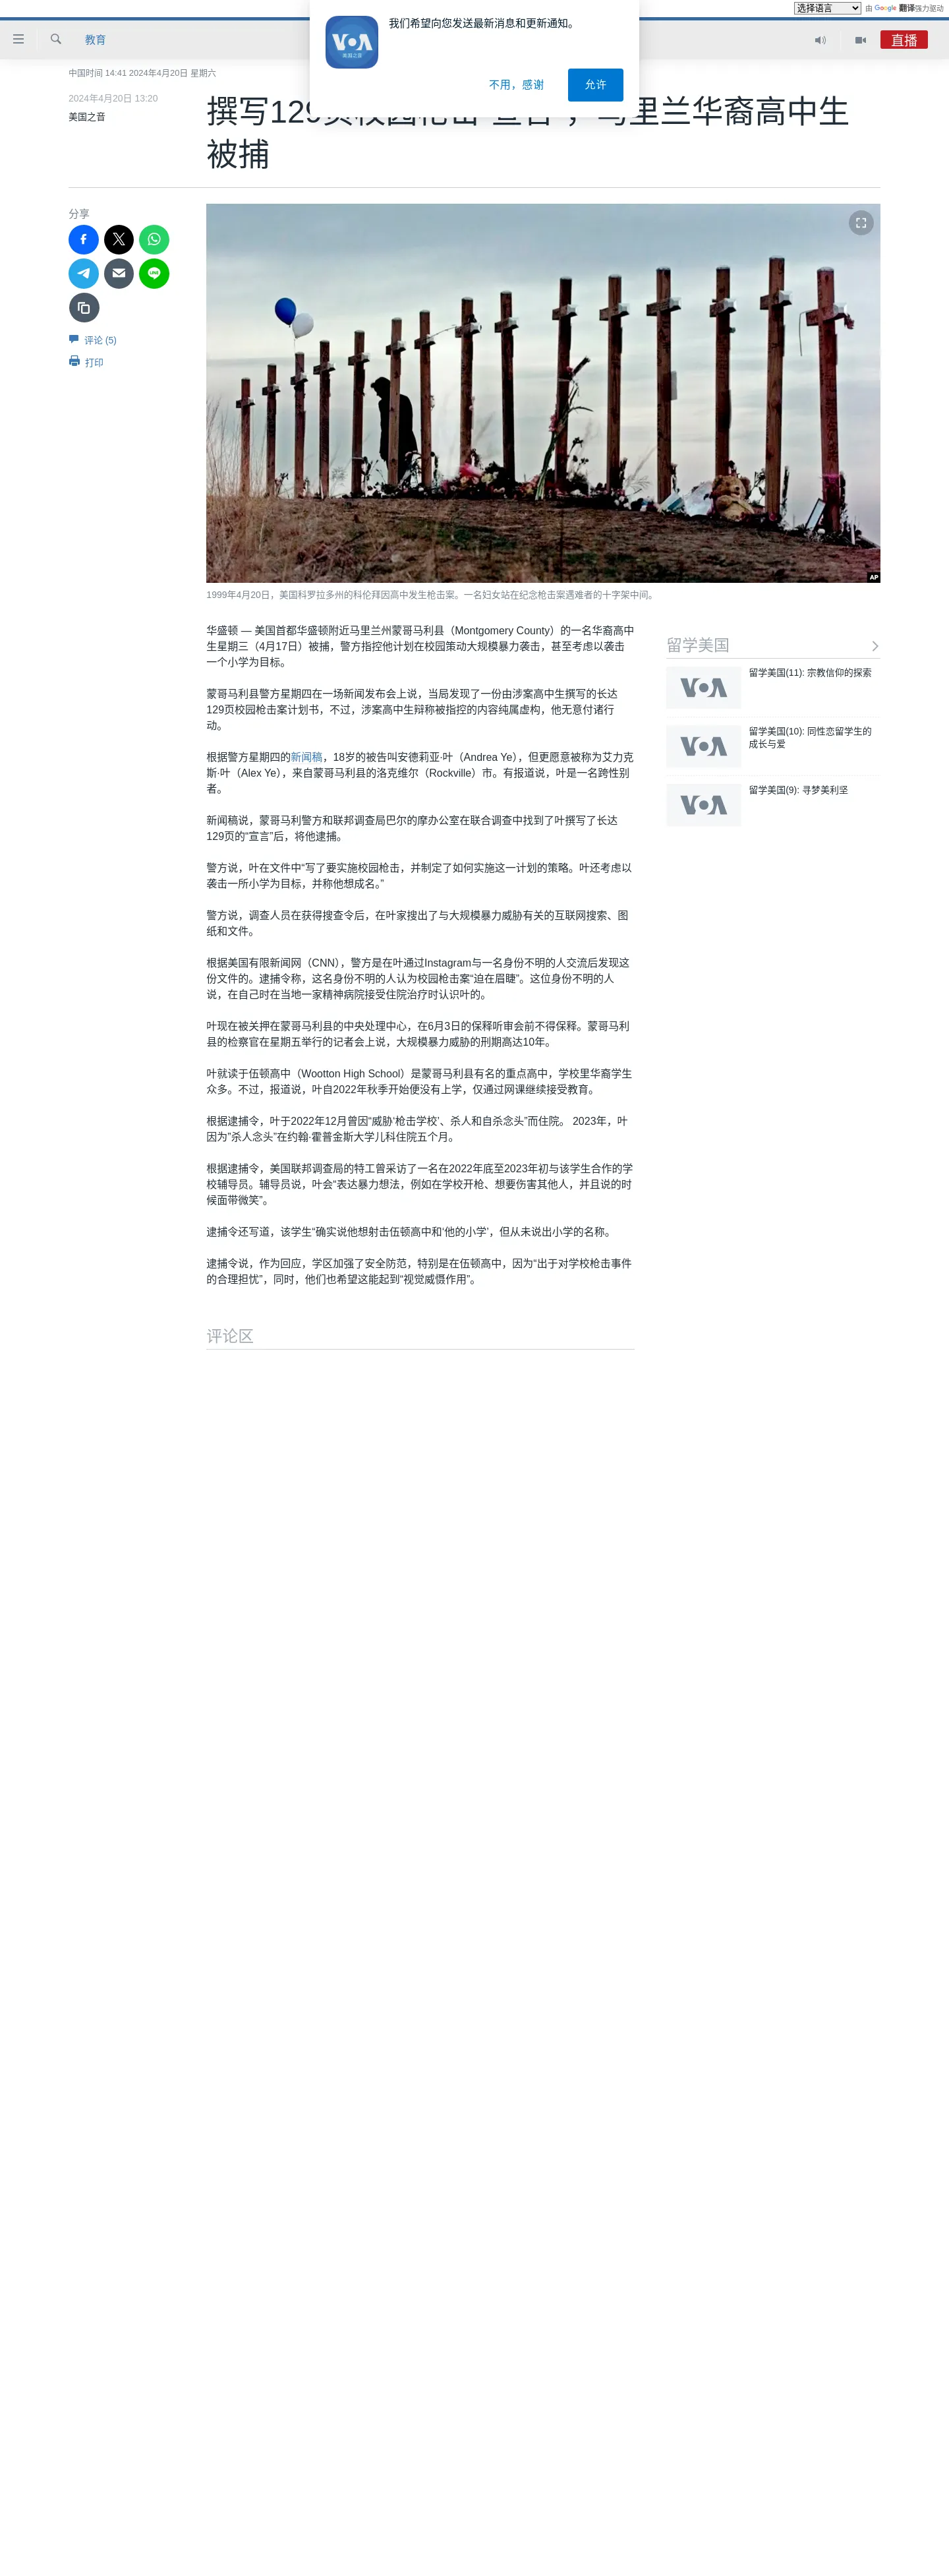 选择语言 由 Google 翻译强力驱动
我们希望向您发送最新消息和更新通知。
VOA
美国之音
不用，感谢
允许
教育
直播
中国时间 14:41 2024年4月20日 星期六
2024年4月20日 13:20
美国之音
撰写129页校园枪击“宣言”，马里兰华裔高中生
被捕
分享
LINE
评论 (5)
打印
AP
1999年4月20日，美国科罗拉多州的科伦拜因高中发生枪击案。一名妇女站在纪念枪击案遇难者的十字架中间。
华盛顿 — 美国首都华盛顿附近马里兰州蒙哥马利县（Montgomery County）的一名华裔高中
生星期三（4月17日）被捕，警方指控他计划在校园策动大规模暴力袭击，甚至考虑以袭击
一个小学为目标。
蒙哥马利县警方星期四在一场新闻发布会上说，当局发现了一份由涉案高中生撰写的长达
129页校园枪击案计划书，不过，涉案高中生辩称被指控的内容纯属虚构，他无意付诸行
动。
根据警方星期四的新闻稿，18岁的被告叫安德莉亚·叶（Andrea Ye），但更愿意被称为艾力克
斯·叶（Alex Ye），来自蒙哥马利县的洛克维尔（Rockville）市。有报道说，叶是一名跨性别
者。
新闻稿说，蒙哥马利警方和联邦调查局巴尔的摩办公室在联合调查中找到了叶撰写了长达
129页的“宣言”后，将他逮捕。
警方说，叶在文件中“写了要实施校园枪击，并制定了如何实施这一计划的策略。叶还考虑以
袭击一所小学为目标，并称他想成名。”
警方说，调查人员在获得搜查令后，在叶家搜出了与大规模暴力威胁有关的互联网搜索、图
纸和文件。
根据美国有限新闻网（CNN），警方是在叶通过Instagram与一名身份不明的人交流后发现这
份文件的。逮捕令称，这名身份不明的人认为校园枪击案“迫在眉睫”。这位身份不明的人
说，在自己时在当地一家精神病院接受住院治疗时认识叶的。
叶现在被关押在蒙哥马利县的中央处理中心，在6月3日的保释听审会前不得保释。蒙哥马利
县的检察官在星期五举行的记者会上说，大规模暴力威胁的刑期高达10年。
叶就读于伍顿高中（Wootton High School）是蒙哥马利县有名的重点高中，学校里华裔学生
众多。不过，报道说，叶自2022年秋季开始便没有上学，仅通过网课继续接受教育。
根据逮捕令，叶于2022年12月曾因“威胁‘枪击学校’、杀人和自杀念头”而住院。 2023年，叶
因为”杀人念头”在约翰·霍普金斯大学儿科住院五个月。
根据逮捕令，美国联邦调查局的特工曾采访了一名在2022年底至2023年初与该学生合作的学
校辅导员。辅导员说，叶会“表达暴力想法，例如在学校开枪、想要伤害其他人，并且说的时
候面带微笑”。
逮捕令还写道，该学生“确实说他想射击伍顿高中和‘他的小学’，但从未说出小学的名称。
逮捕令说，作为回应，学区加强了安全防范，特别是在伍顿高中，因为“出于对学校枪击事件
的合理担忧”，同时，他们也希望这能起到“视觉威慑作用”。
留学美国
VOA
留学美国(11): 宗教信仰的探索
VOA
留学美国(10): 同性恋留学生的
成长与爱
VOA
留学美国(9): 寻梦美利坚
评论区